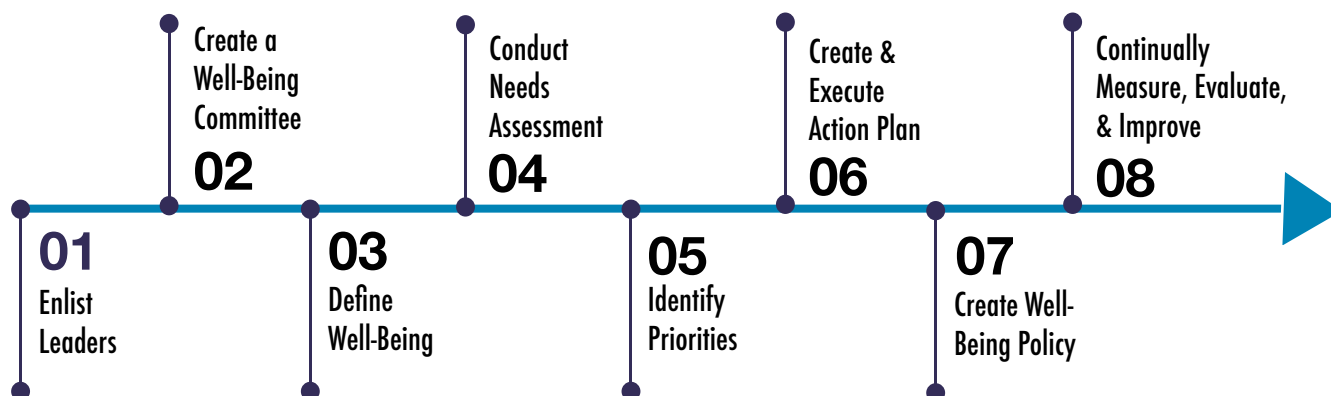 01
Enlist
Leaders
Create a
Well-Being
Committee
02
03
Define
Well-Being
Conduct
Needs
Assessment
04
05
Identify
Priorities
Create &
Execute
Action Plan
06
07
Create Well-
Being Policy
Continually
Measure, Evaluate,
& Improve
08